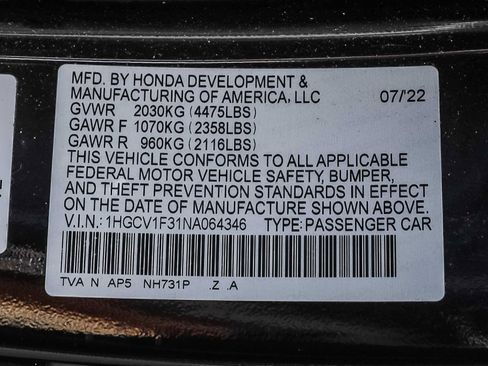 MFD. BY HONDA DEVELOPMENT &
MANUFACTURING OF AMERICA, LLC 07/22
GVWR 2030KG (4475LBS)
GAWR F 1070KG (2358LBS)
GAWR R 960KG (2116LBS)
THIS VEHICLE CONFORMS TO ALL APPLICABLE
FEDERAL MOTOR VEHICLE SAFETY, BUMPER,
AND THEFT PREVENTION STANDARDS IN EFFECT
ON THE DATE OF MANUFACTURE SHOWN ABOVE.
V.I.N.: 1HGCV1F31NA064346 TYPE: PASSENGER CAR
TVA N AP5 NH731P .Z .A